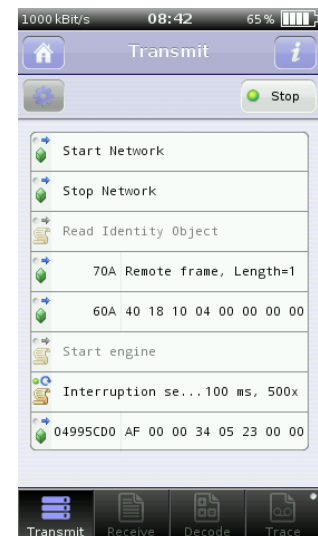 1000 kBit/s 08:42 65 %
Transmit
Stop
Start Network
Stop Network
Read Identity Object
70A Remote frame, Length=1
60A 40 18 10 04 00 00 00 00
Start engine
Interruption se...100 ms, 500x
04995CD0 AF 00 00 34 05 23 00 00
Transmit Receive Decode Trace